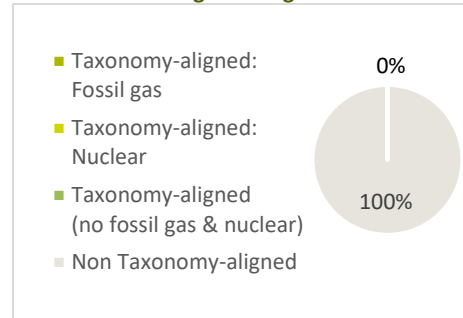 Taxonomy-aligned:
Fossil gas
Taxonomy-aligned:
Nuclear
Taxonomy-aligned
(no fossil gas & nuclear)
Non Taxonomy-aligned
0%
100%